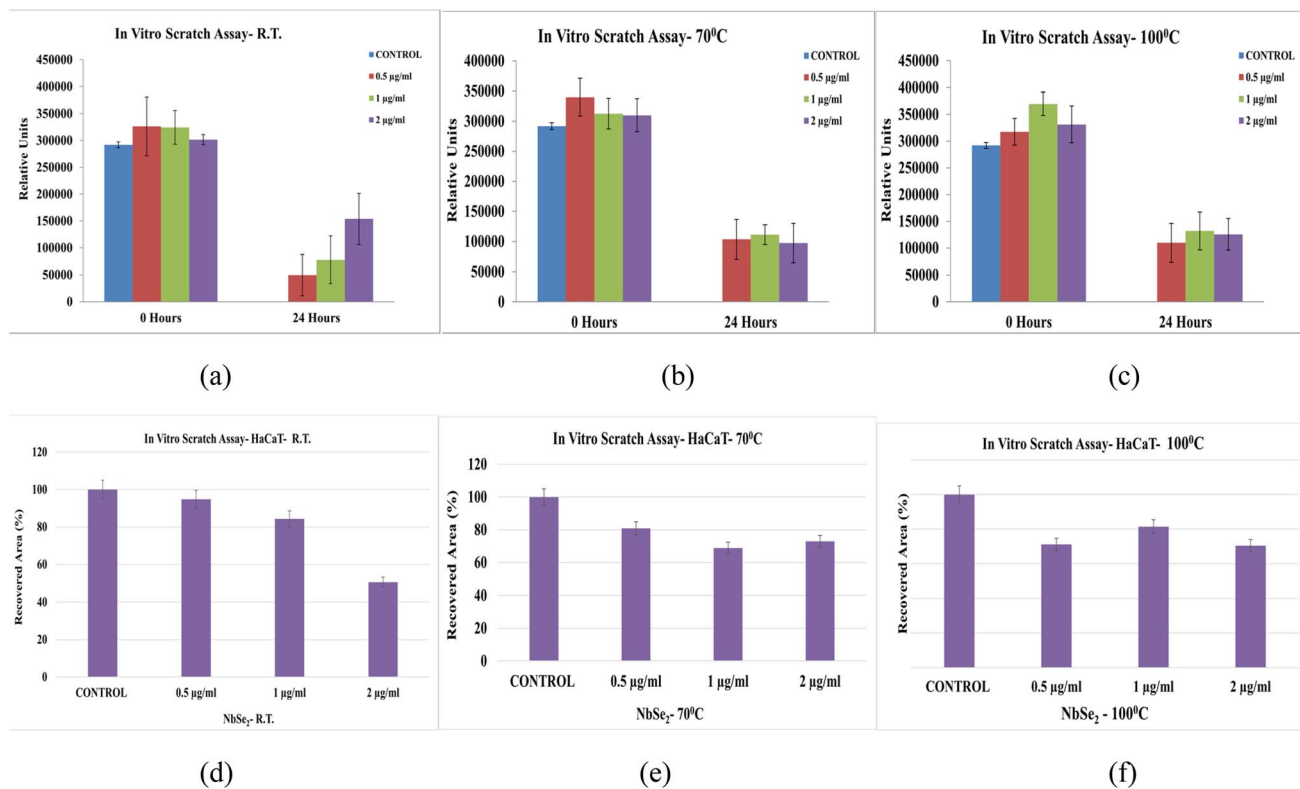 In Vitro Scratch Assay- R.T.
CONTROL
0.5 µg/ml
1 µg/ml
2 µg/ml
450000
400000
350000
300000
250000
200000
150000
100000
50000
0
Relative Units
0 Hours
24 Hours
(a)
In Vitro Scratch Assay- 70⁰C
CONTROL
0.5 µg/ml
1 µg/ml
2 µg/ml
400000
350000
300000
250000
200000
150000
100000
50000
0
Relative Units
0 Hours
24 Hours
(b)
In Vitro Scratch Assay- 100⁰C
CONTROL
0.5 µg/ml
1 µg/ml
2 µg/ml
450000
400000
350000
300000
250000
200000
150000
100000
50000
0
Relative Units
0 Hours
24 Hours
(c)
In Vitro Scratch Assay- HaCaT- R.T.
120
100
80
60
40
20
0
Recovered Area (%)
CONTROL
0.5 µg/ml
1 µg/ml
2 µg/ml
NbSe₂- R.T.
(d)
In Vitro Scratch Assay- HaCaT- 70⁰C
120
100
80
60
40
20
0
Recovered Area (%)
CONTROL
0.5 µg/ml
1 µg/ml
2 µg/ml
NbSe₂- 70⁰C
(e)
In Vitro Scratch Assay- HaCaT- 100⁰C
Recovered Area (%)
CONTROL
0.5 µg/ml
1 µg/ml
2 µg/ml
NbSe₂ - 100⁰C
(f)